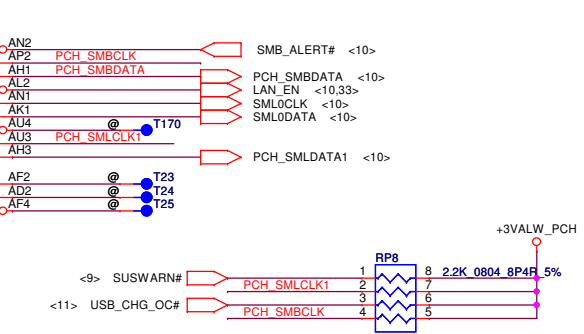 AN2 SMB_ALERT# <10>
AP2 PCH_SMBCLK
AH1 PCH_SMBDATA PCH_SMBDATA <10>
AL2 LAN_EN <10,33>
AN1 SML0CLK <10>
AK1 SML0DATA <10>
AU4 @ T170
AU3 PCH_SMLCLK1
AH3 PCH_SMLDATA1 <10>
AF2 @ T23
AD2 @ T24
AF4 @ T25
+3VALW_PCH
RP8
<9> SUSWARN# 1 8 2.2K_0804_8P4R_5%
PCH_SMLCLK1 2 7
<11> USB_CHG_OC# 3 6
PCH_SMBCLK 4 5